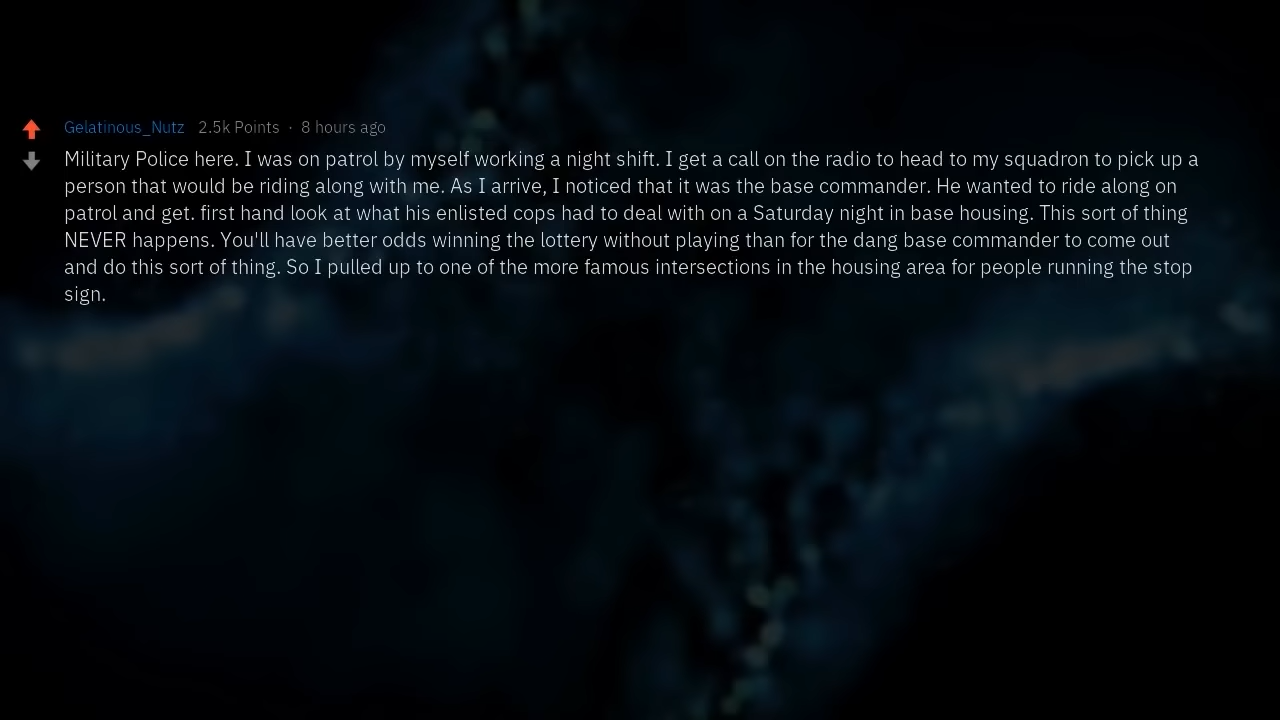 Gelatinous_Nutz 2.5k Points · 8 hours ago
Military Police here. I was on patrol by myself working a night shift. I get a call on the radio to head to my squadron to pick up a
person that would be riding along with me. As I arrive, I noticed that it was the base commander. He wanted to ride along on
patrol and get. first hand look at what his enlisted cops had to deal with on a Saturday night in base housing. This sort of thing
NEVER happens. You'll have better odds winning the lottery without playing than for the dang base commander to come out
and do this sort of thing. So I pulled up to one of the more famous intersections in the housing area for people running the stop
sign.